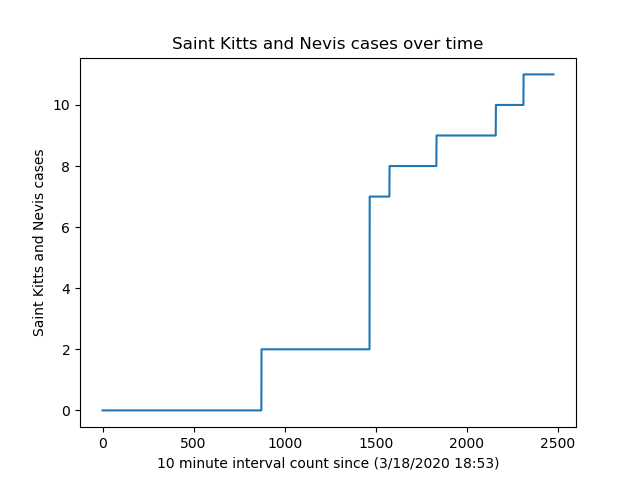 Saint Kitts and Nevis cases over time
Saint Kitts and Nevis cases
10
8
6
4
2
0
0 500 1000 1500 2000 2500
10 minute interval count since (3/18/2020 18:53)